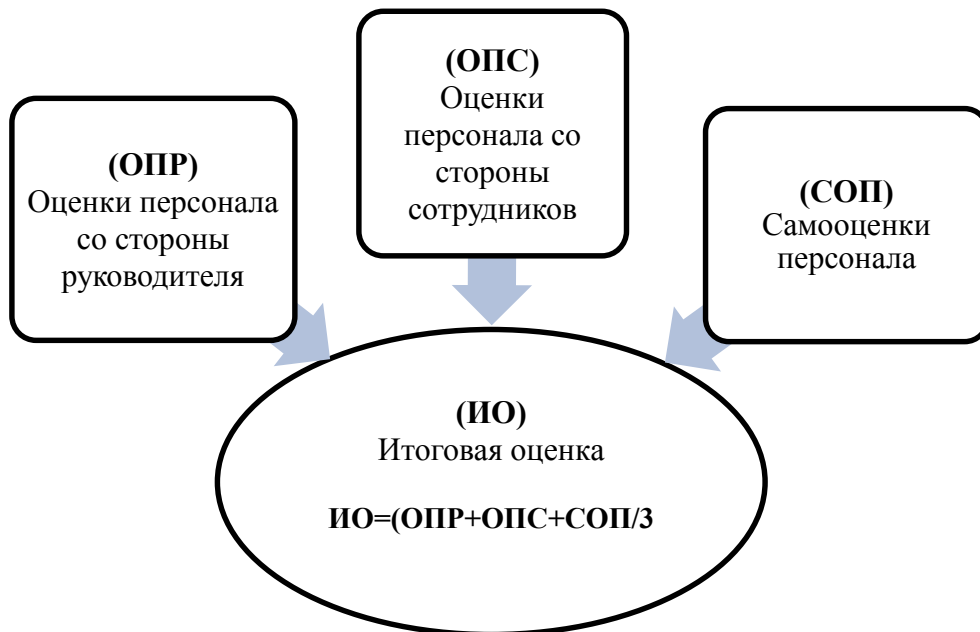 (ОПР)
Оценки персонала
со стороны
руководителя
(ОПС)
Оценки
персонала со
стороны
сотрудников
(СОП)
Самооценки
персонала
(ИО)
Итоговая оценка
ИО=(ОПР+ОПС+СОП/3